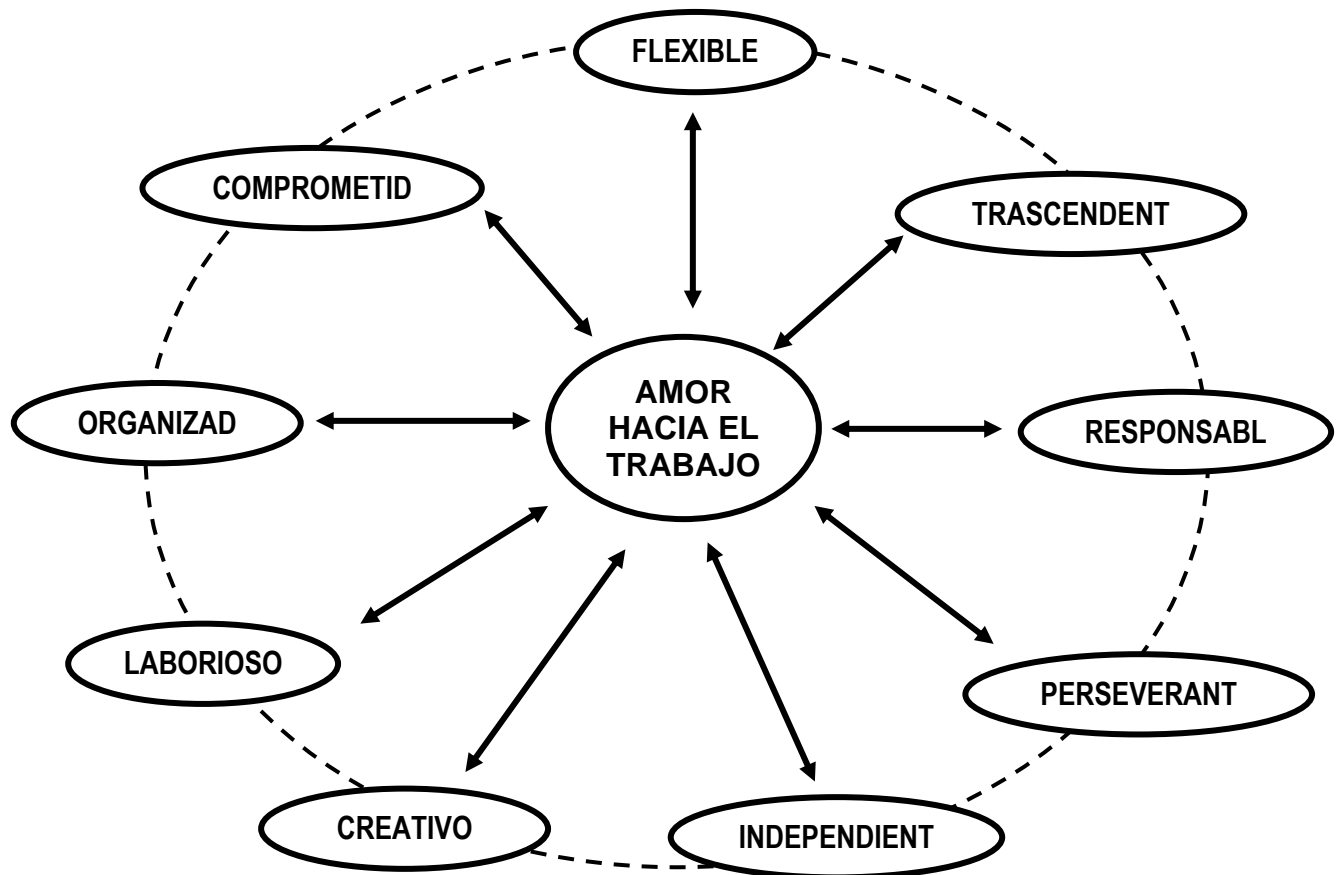 FLEXIBLE
COMPROMETID
TRASCENDENT
AMOR
HACIA EL
TRABAJO
ORGANIZAD
RESPONSABL
LABORIOSO
PERSEVERANT
CREATIVO
INDEPENDIENT